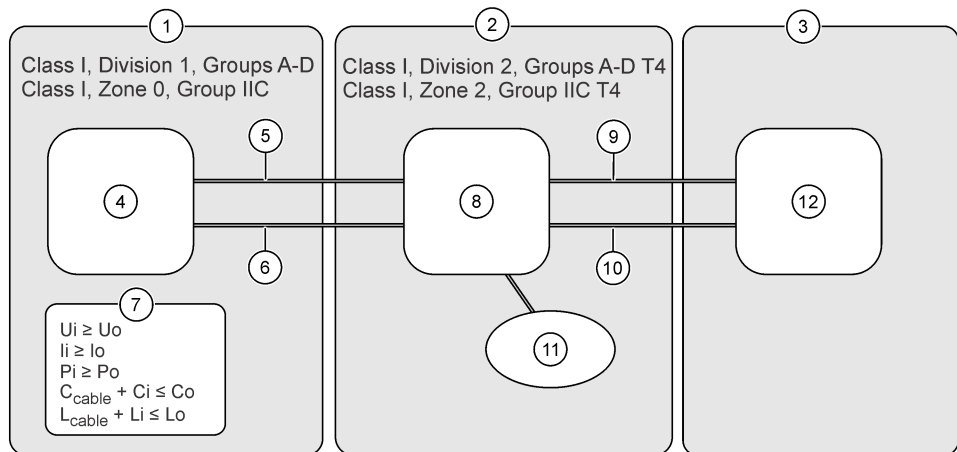 1
2
3
Class I, Division 1, Groups A-D
Class I, Zone 0, Group IIC
Class I, Division 2, Groups A-D T4
Class I, Zone 2, Group IIC T4
5
9
4
8
12
6
10
7
Ui ≥ Uo
Ii ≥ Io
Pi ≥ Po
Ccable + Ci ≤ Co
Lcable + Li ≤ Lo
11